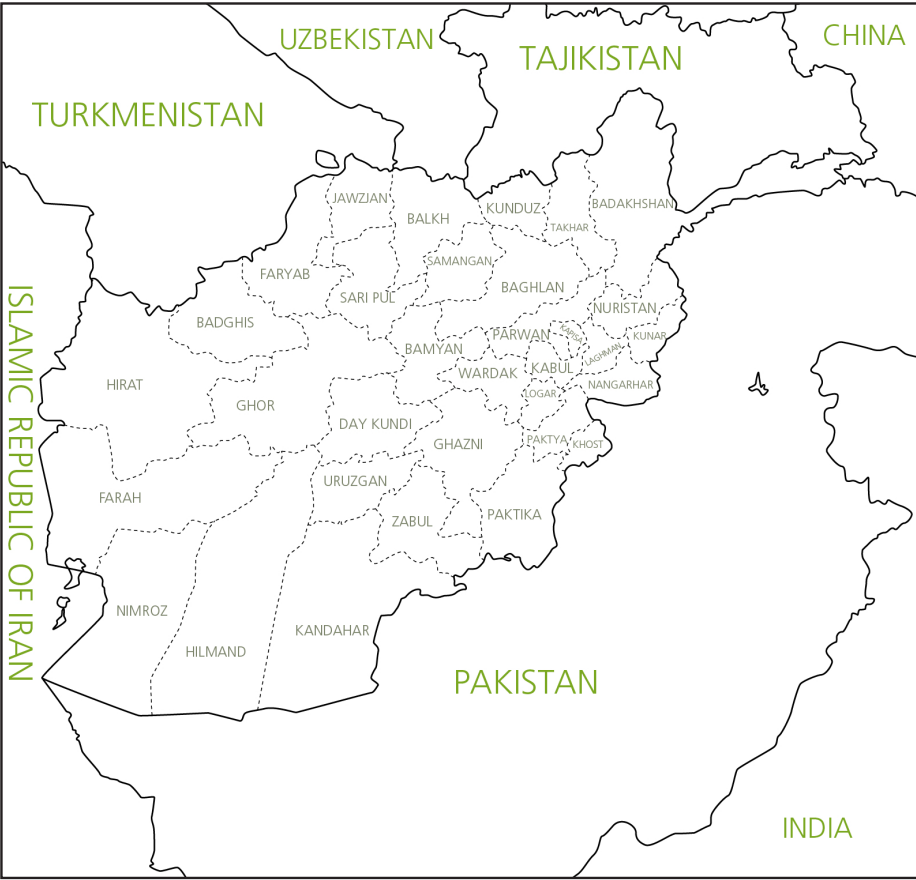 UZBEKISTAN
CHINA
TAJIKISTAN
TURKMENISTAN
JAWZJAN
BADAKHSHAN
KUNDUZ
BALKH
TAKHAR
SAMANGAN
FARYAB
BAGHLAN
SARI PUL
NURISTAN
BADGHIS
PARWAN
KAPISA
KUNAR
BAMYAN
LAGHMAN
KABUL
WARDAK
HIRAT
NANGARHAR
LOGAR
GHOR
DAY KUNDI
GHAZNI
PAKTYA
KHOST
URUZGAN
FARAH
PAKTIKA
ZABUL
ISLAMIC REPUBLIC OF IRAN
NIMROZ
KANDAHAR
HILMAND
PAKISTAN
INDIA